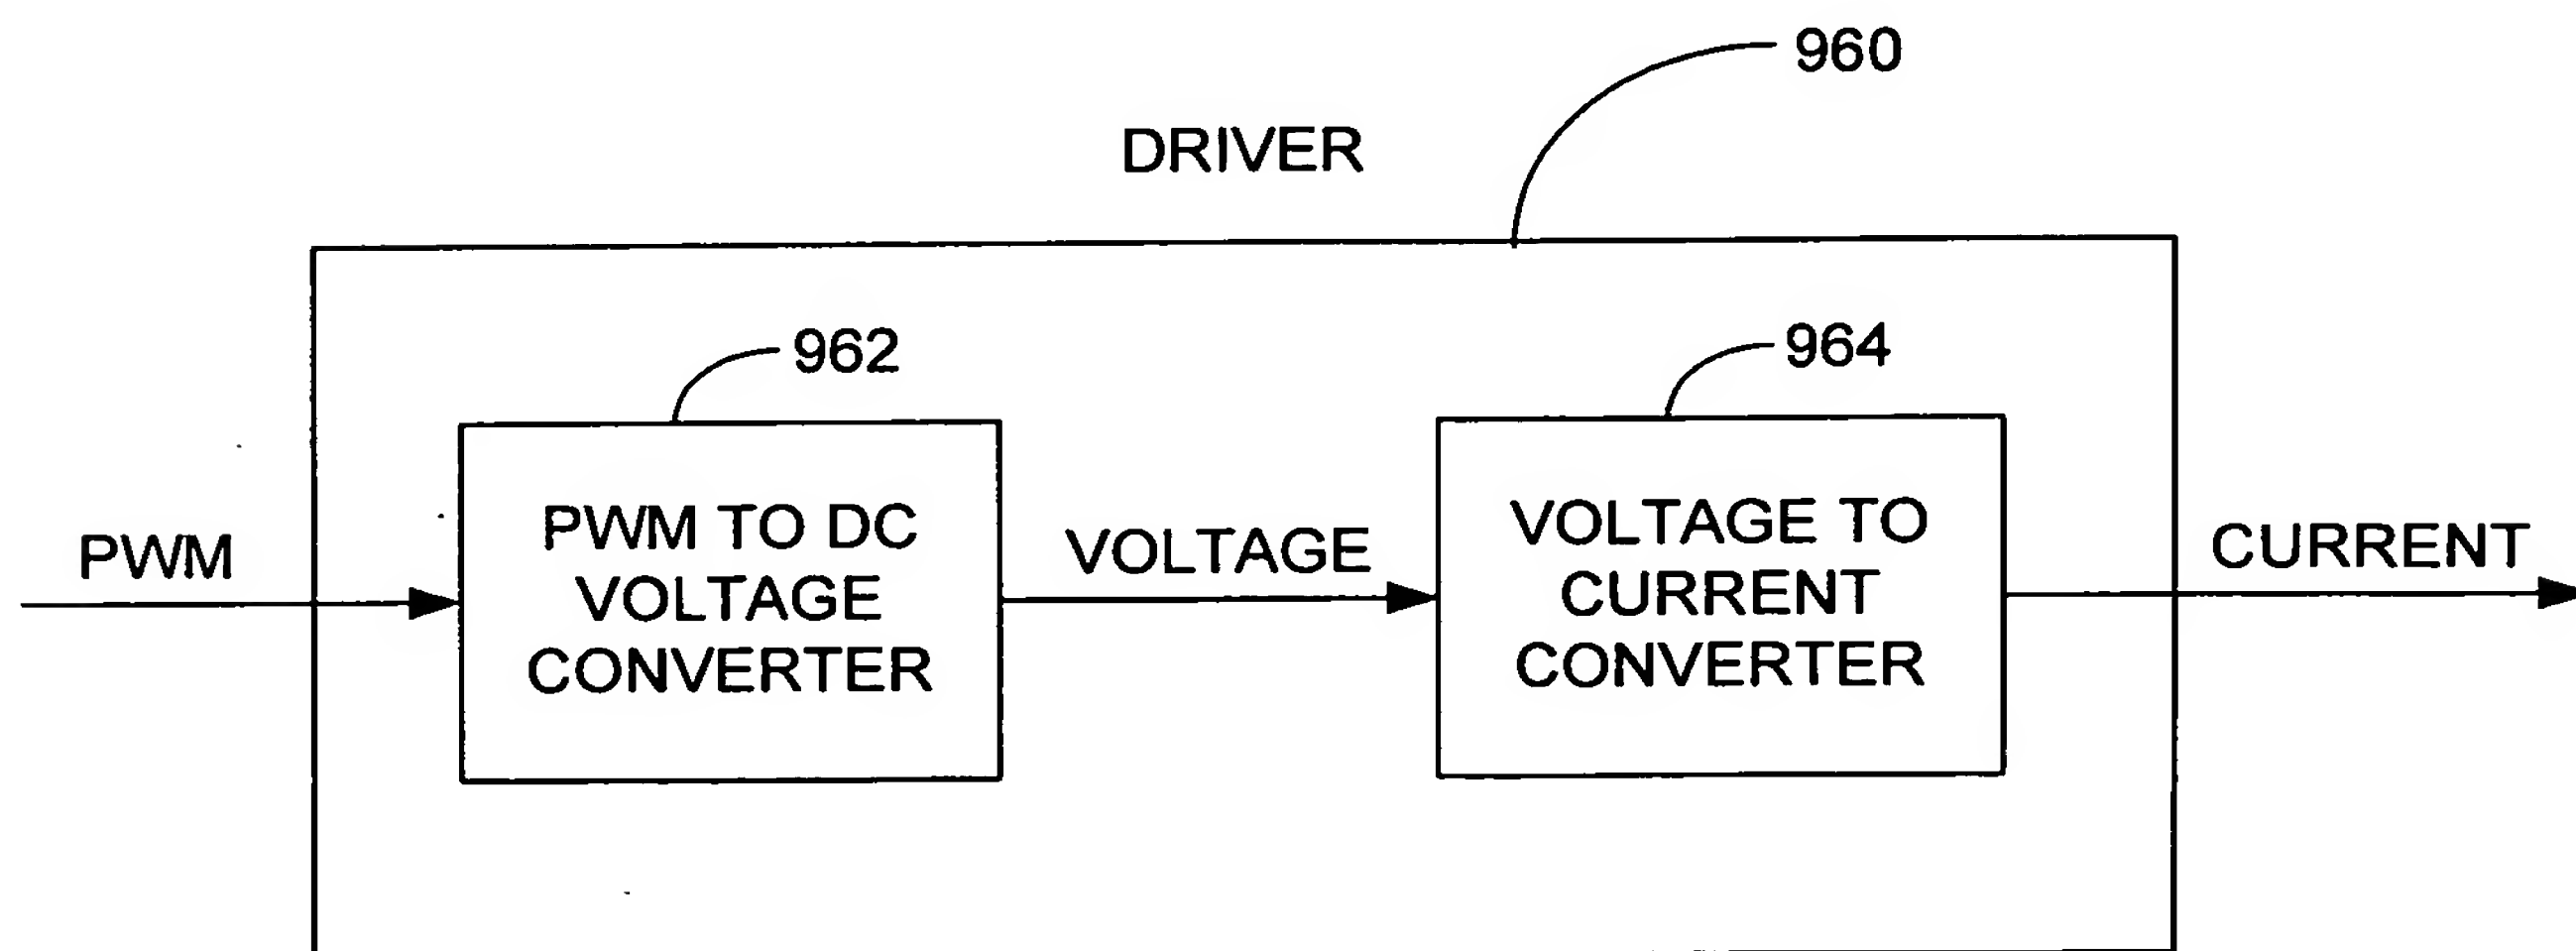 960
DRIVER
962
964
PWM
PWM TO DC
VOLTAGE
CONVERTER
VOLTAGE
VOLTAGE TO
CURRENT
CONVERTER
CURRENT